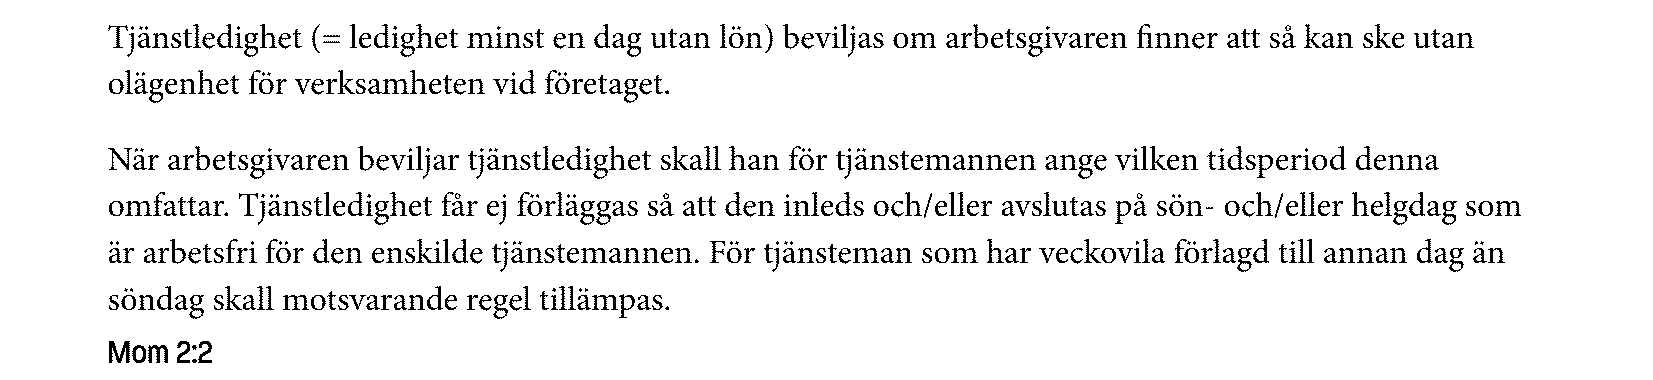 Tjänstledighet (= ledighet minst en dag utan lön) beviljas om arbetsgivaren finner att så kan ske utan
olägenhet för verksamheten vid företaget.
När arbetsgivaren beviljar tjänstledighet skall han för tjänstemannen ange vilken tidsperiod denna
omfattar. Tjänstledighet får ej förläggas så att den inleds och/eller avslutas på sön- och/eller helgdag som
är arbetsfri för den enskilde tjänstemannen. För tjänsteman som har veckovila förlagd till annan dag än
söndag skall motsvarande regel tillämpas.
Mom 2:2